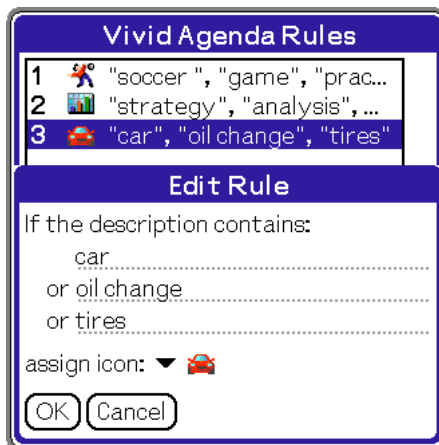 Vivid Agenda Rules
1 "soccer ", "game", "prac...
2 "strategy", "analysis", ...
3 "car", "oil change", "tires"
Edit Rule
If the description contains:
car
or oil change
or tires
assign icon:
OK Cancel